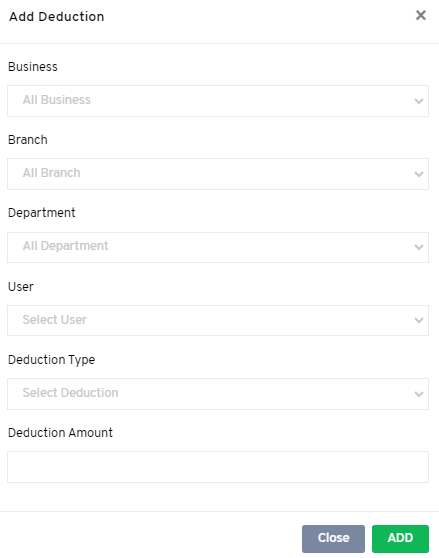 Add Deduction ×
Business
All Business
Branch
All Branch
Department
All Department
User
Select User
Deduction Type
Select Deduction
Deduction Amount
Close ADD